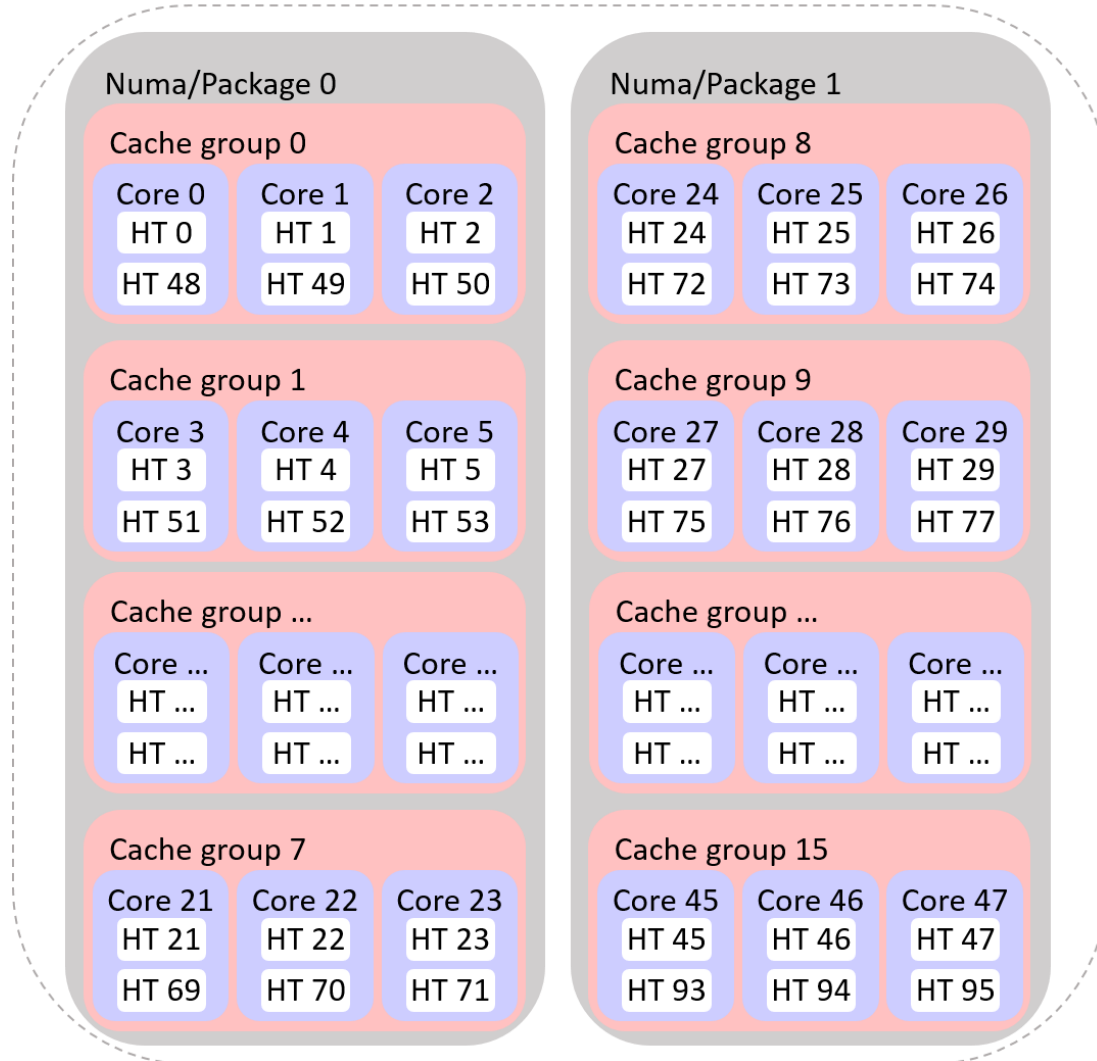 Numa/Package 0
Cache group 0
Core 0 Core 1 Core 2
HT 0 HT 1 HT 2
HT 48 HT 49 HT 50
Cache group 1
Core 3 Core 4 Core 5
HT 3 HT 4 HT 5
HT 51 HT 52 HT 53
Cache group ...
Core ... Core ... Core ...
HT ... HT ... HT ...
HT ... HT ... HT ...
Cache group 7
Core 21 Core 22 Core 23
HT 21 HT 22 HT 23
HT 69 HT 70 HT 71
Numa/Package 1
Cache group 8
Core 24 Core 25 Core 26
HT 24 HT 25 HT 26
HT 72 HT 73 HT 74
Cache group 9
Core 27 Core 28 Core 29
HT 27 HT 28 HT 29
HT 75 HT 76 HT 77
Cache group ...
Core ... Core ... Core ...
HT ... HT ... HT ...
HT ... HT ... HT ...
Cache group 15
Core 45 Core 46 Core 47
HT 45 HT 46 HT 47
HT 93 HT 94 HT 95